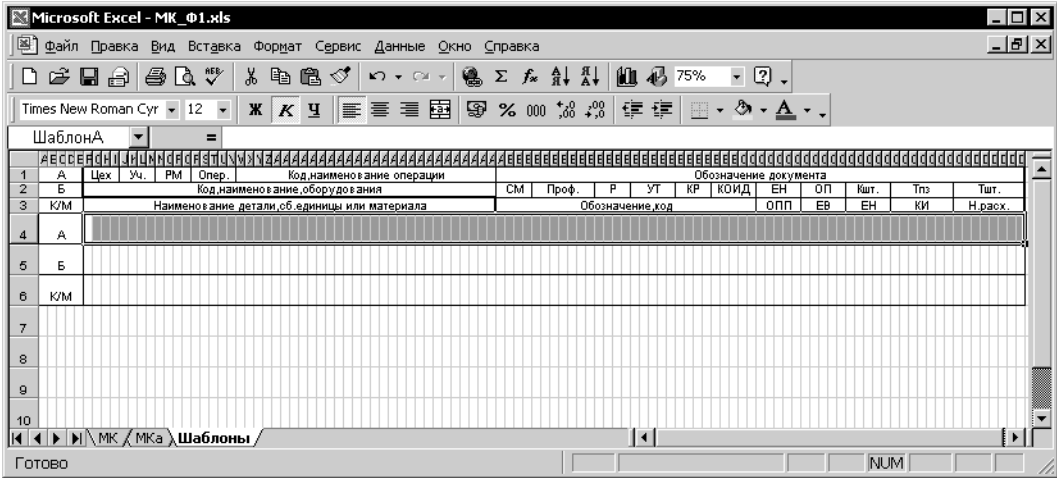 Microsoft Excel - МК_Ф1.xls
Файл Правка Вид Вставка Формат Сервис Данные Окно Справка
75%
Times New Roman Cyr 12 Ж К Ч % 000
ШаблонА =
1 А Цех Уч. РМ Опер. Код,наименование операции Обозначение документа
2 Б Код,наименование,оборудования СМ Проф. Р УТ КР КОИД ЕН ОП Кшт. Тпз Тшт.
3 К/М Наименование детали,сб.единицы или материала Обозначение,код ОПП ЕВ ЕН КИ Н.расх.
4 А
5 Б
6 К/М
7
8
9
10
МК МКа Шаблоны
Готово NUM